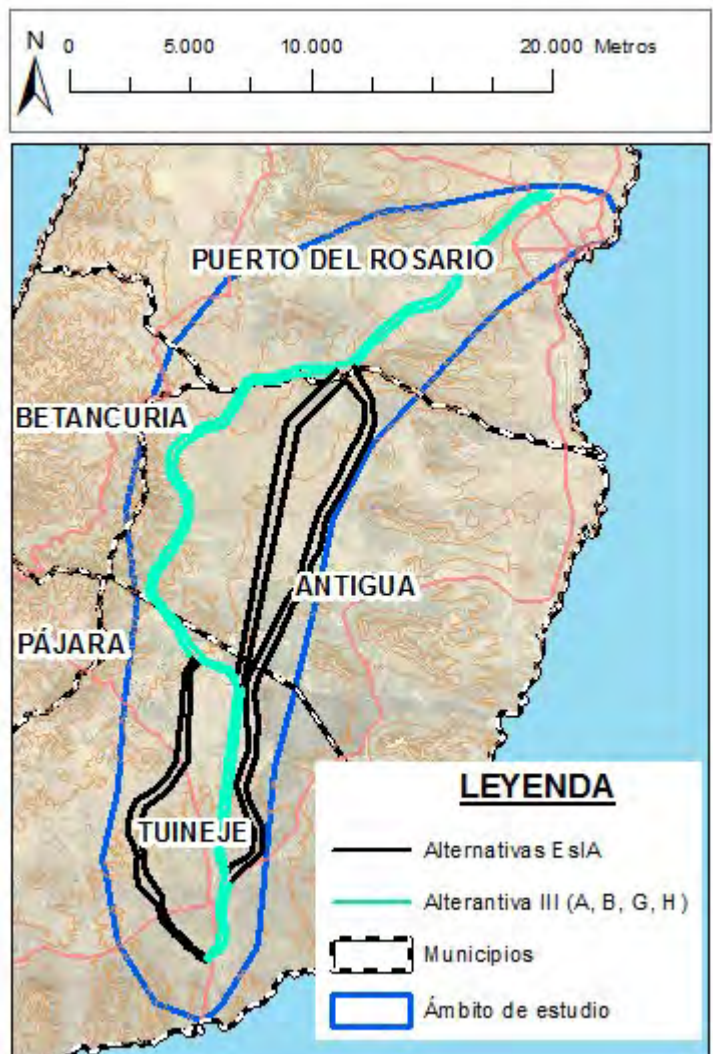 N 0 5.000 10.000 20.000 Metros
PUERTO DEL ROSARIO
BETANCURIA
ANTIGUA
PÁJARA
TUINEJE
LEYENDA
Alternativas EsIA
Alterantiva III (A, B, G, H)
Municipios
Ámbito de estudio